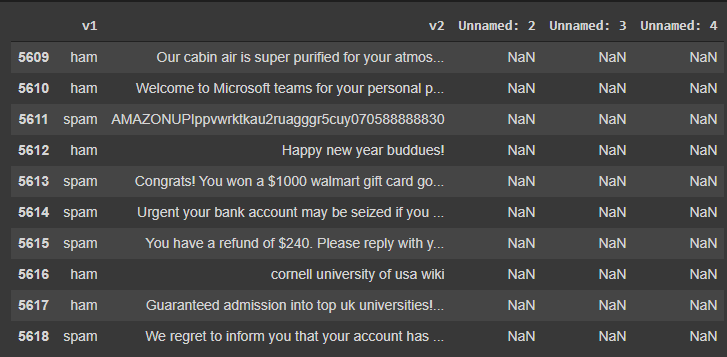 v1 v2 Unnamed: 2 Unnamed: 3 Unnamed: 4
5609 ham Our cabin air is super purified for your atmos... NaN NaN NaN
5610 ham Welcome to Microsoft teams for your personal p... NaN NaN NaN
5611 spam AMAZONUPIppvwrktkau2ruagggr5cuy070588888830 NaN NaN NaN
5612 ham Happy new year buddues! NaN NaN NaN
5613 spam Congrats! You won a $1000 walmart gift card go... NaN NaN NaN
5614 spam Urgent your bank account may be seized if you ... NaN NaN NaN
5615 spam You have a refund of $240. Please reply with y... NaN NaN NaN
5616 ham cornell university of usa wiki NaN NaN NaN
5617 ham Guaranteed admission into top uk universities!... NaN NaN NaN
5618 spam We regret to inform you that your account has ... NaN NaN NaN